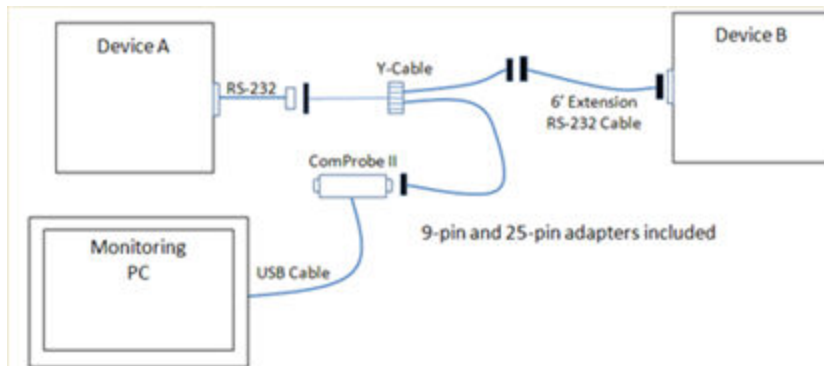 Device A
Device B
Y-Cable
RS-232
6' Extension
RS-232 Cable
ComProbe II
9-pin and 25-pin adapters included
Monitoring
PC
USB Cable